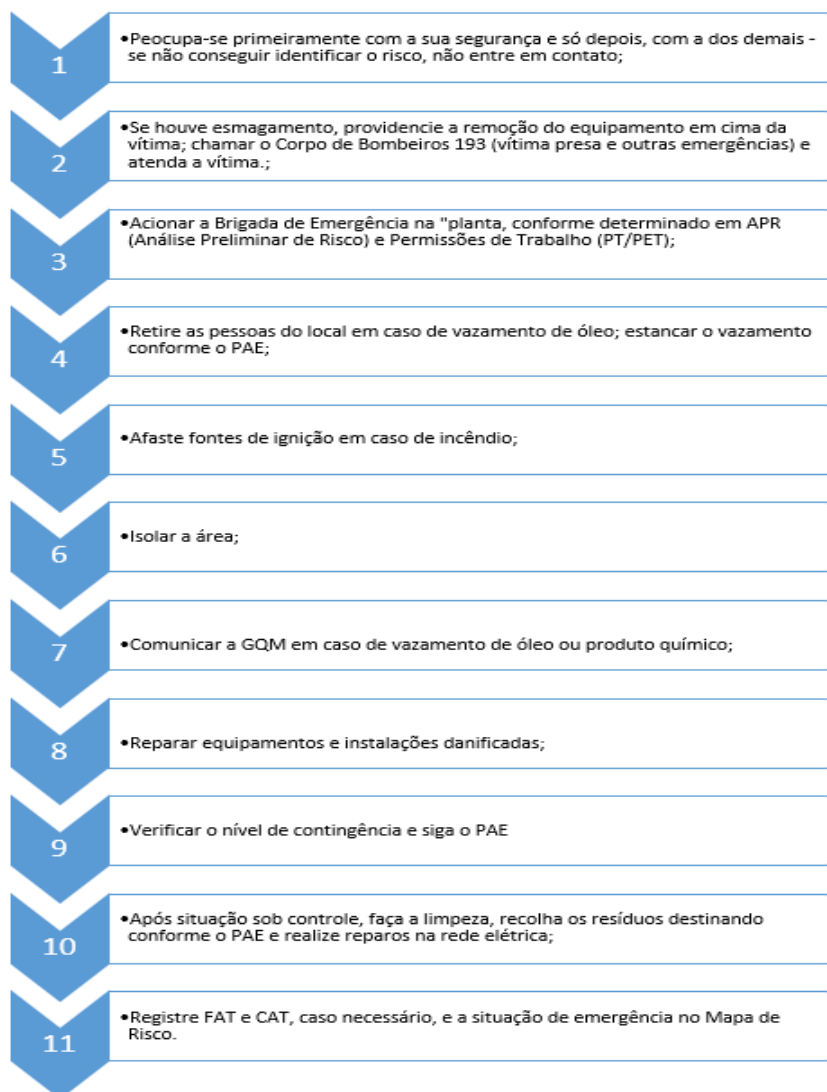 1
•Peocupa-se primeiramente com a sua segurança e só depois, com a dos demais -
se não conseguir identificar o risco, não entre em contato;
2
•Se houve esmagamento, providencie a remoção do equipamento em cima da
vítima; chamar o Corpo de Bombeiros 193 (vítima presa e outras emergências) e
atenda a vítima.;
3
•Acionar a Brigada de Emergência na "planta, conforme determinado em APR
(Análise Preliminar de Risco) e Permissões de Trabalho (PT/PET);
4
•Retire as pessoas do local em caso de vazamento de óleo; estancar o vazamento
conforme o PAE;
5
•Afaste fontes de ignição em caso de incêndio;
6
•Isolar a área;
7
•Comunicar a GQM em caso de vazamento de óleo ou produto químico;
8
•Reparar equipamentos e instalações danificadas;
9
•Verificar o nível de contingência e siga o PAE
10
•Após situação sob controle, faça a limpeza, recolha os resíduos destinando
conforme o PAE e realize reparos na rede elétrica;
11
•Registre FAT e CAT, caso necessário, e a situação de emergência no Mapa de
Risco.